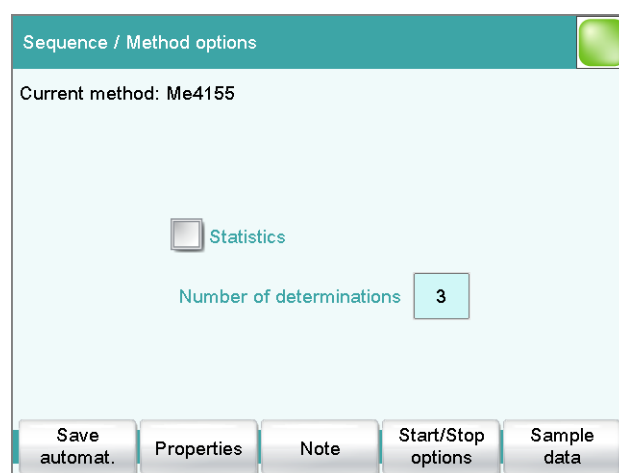 Sequence / Method options
Current method: Me4155
Statistics
Number of determinations 3
Save automat.
Properties
Note
Start/Stop options
Sample data